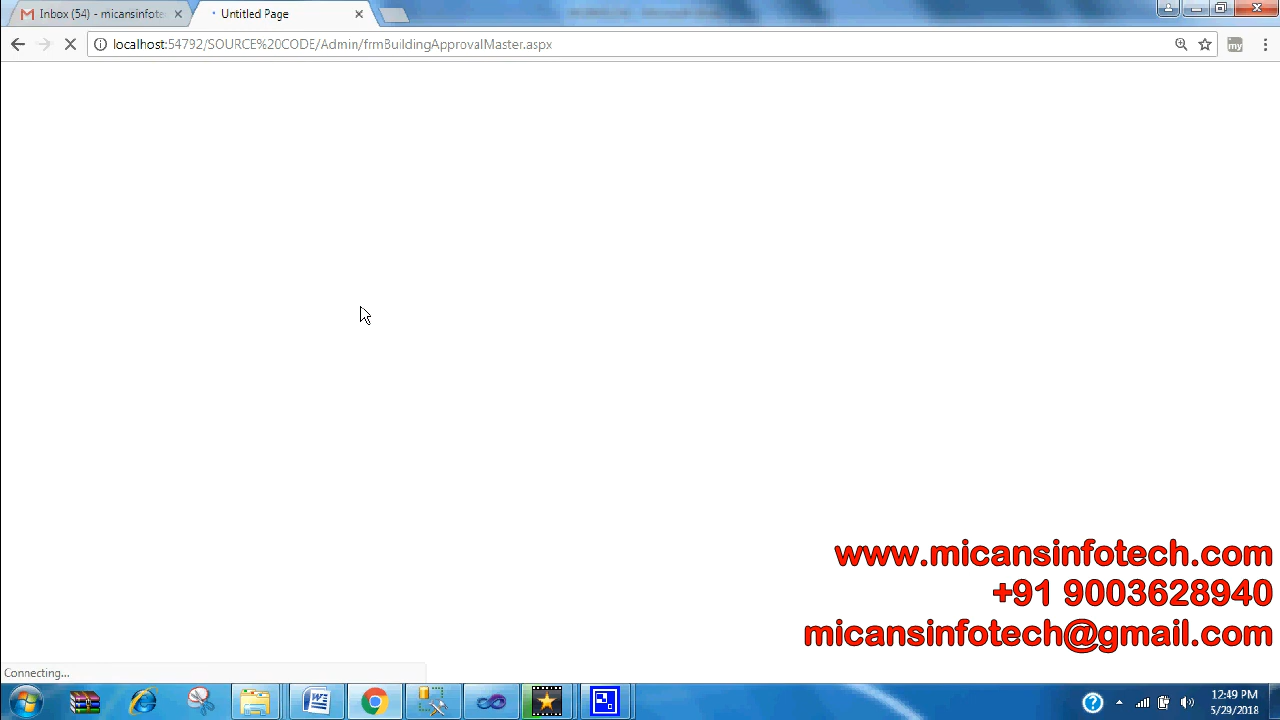 Inbox (54) - micansinfote
Untitled Page
localhost:54792/SOURCE%20CODE/Admin/frmBuildingApprovalMaster.aspx
my
www.micansinfotech.com
+91 9003628940
micansinfotech@gmail.com
Connecting...
12:49 PM
5/29/2018